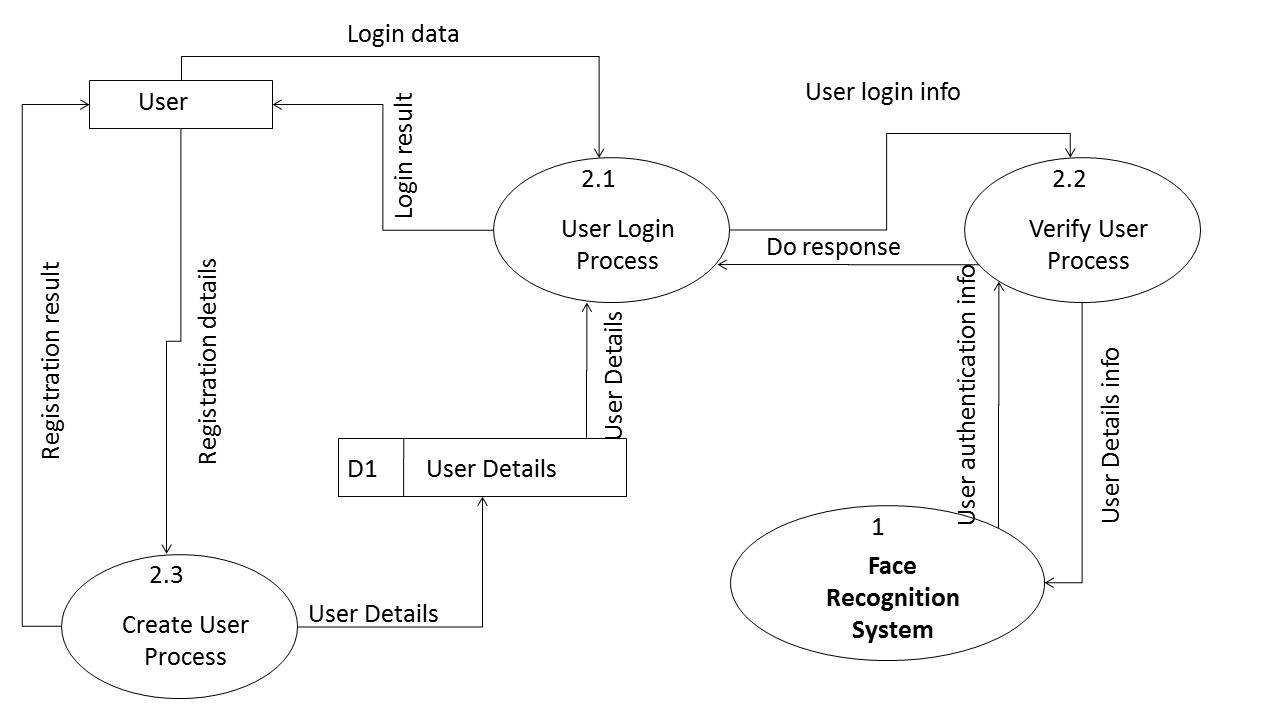 Login data
User
Login result
User login info
2.1
User Login
Process
2.2
Verify User
Process
Do response
Registration result
Registration details
User Details
User authentication info
User Details info
D1
User Details
1
Face
Recognition
System
2.3
Create User
Process
User Details